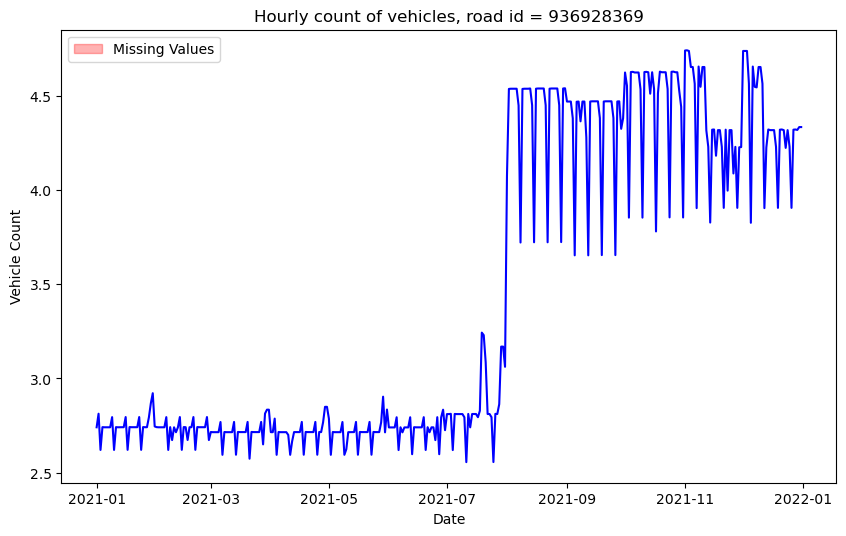 Hourly count of vehicles, road id = 936928369
Missing Values
Vehicle Count
4.5
4.0
3.5
3.0
2.5
2021-01 2021-03 2021-05 2021-07 2021-09 2021-11 2022-01
Date